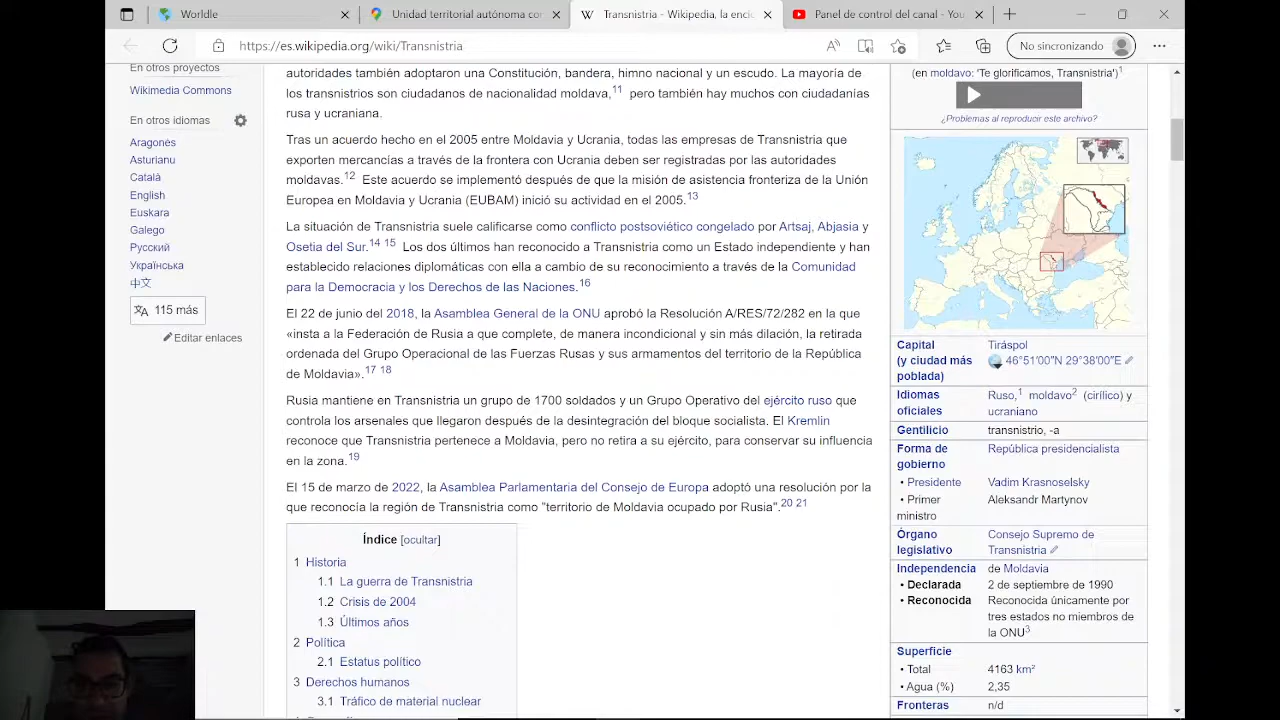 Worldle
Unidad territorial autónoma con
Transnistria - Wikipedia, la enci
Panel de control del canal - You
https://es.wikipedia.org/wiki/Transnistria
No sincronizando
En otros proyectos
Wikimedia Commons
En otros idiomas
Aragonés
Asturianu
Català
English
Euskara
Galego
Русский
Українська
中文
115 más
Editar enlaces
autoridades también adoptaron una Constitución, bandera, himno nacional y un escudo. La mayoría de
los transnistrios son ciudadanos de nacionalidad moldava,11 pero también hay muchos con ciudadanías
rusa y ucraniana.
Tras un acuerdo hecho en el 2005 entre Moldavia y Ucrania, todas las empresas de Transnistria que
exporten mercancías a través de la frontera con Ucrania deben ser registradas por las autoridades
moldavas.12 Este acuerdo se implementó después de que la misión de asistencia fronteriza de la Unión
Europea en Moldavia y Ucrania (EUBAM) inició su actividad en el 2005.13
La situación de Transnistria suele calificarse como conflicto postsoviético congelado por Artsaj, Abjasia y
Osetia del Sur.14 15 Los dos últimos han reconocido a Transnistria como un Estado independiente y han
establecido relaciones diplomáticas con ella a cambio de su reconocimiento a través de la Comunidad
para la Democracia y los Derechos de las Naciones.16
El 22 de junio del 2018, la Asamblea General de la ONU aprobó la Resolución A/RES/72/282 en la que
«insta a la Federación de Rusia a que complete, de manera incondicional y sin más dilación, la retirada
ordenada del Grupo Operacional de las Fuerzas Rusas y sus armamentos del territorio de la República
de Moldavia».17 18
Rusia mantiene en Transnistria un grupo de 1700 soldados y un Grupo Operativo del ejército ruso que
controla los arsenales que llegaron después de la desintegración del bloque socialista. El Kremlin
reconoce que Transnistria pertenece a Moldavia, pero no retira a su ejército, para conservar su influencia
en la zona.19
El 15 de marzo de 2022, la Asamblea Parlamentaria del Consejo de Europa adoptó una resolución por la
que reconocía la región de Transnistria como "territorio de Moldavia ocupado por Rusia".20 21
Índice [ocultar]
1 Historia
1.1 La guerra de Transnistria
1.2 Crisis de 2004
1.3 Últimos años
2 Política
2.1 Estatus político
3 Derechos humanos
3.1 Tráfico de material nuclear
(en moldavo: 'Te glorificamos, Transnistria')1
¿Problemas al reproducir este archivo?
Capital
(y ciudad más
poblada)
Tiráspol
46°51′00″N 29°38′00″E
Idiomas
oficiales
Ruso,1 moldavo2 (cirílico) y
ucraniano
Gentilicio
transnistrio, -a
Forma de
gobierno
República presidencialista
• Presidente
Vadim Krasnoselsky
• Primer
ministro
Aleksandr Martynov
Órgano
legislativo
Consejo Supremo de
Transnistria
Independencia
de Moldavia
• Declarada
2 de septiembre de 1990
• Reconocida
Reconocida únicamente por
tres estados no miembros de
la ONU3
Superficie
• Total
4163 km²
• Agua (%)
2,35
Fronteras
n/d